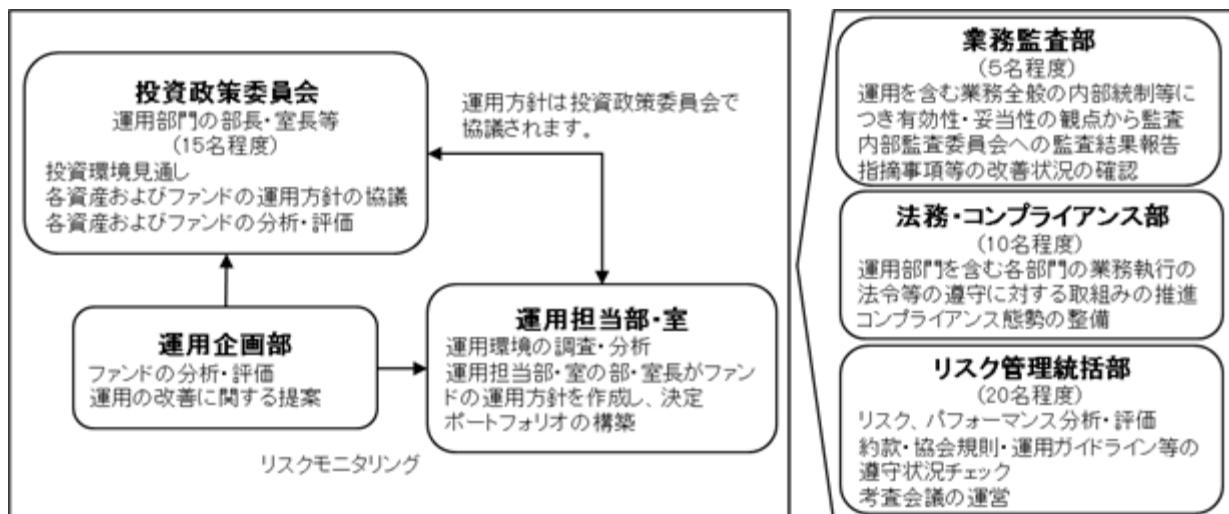 投資政策委員会
運用部門の部長・室長等
(15名程度)
投資環境見通し
各資産およびファンドの運用方針の協議
各資産およびファンドの分析・評価
運用方針は投資政策委員会で
協議されます。
運用企画部
ファンドの分析・評価
運用の改善に関する提案
運用担当部・室
運用環境の調査・分析
運用担当部・室の部・室長がファン
ドの運用方針を作成し、決定
ポートフォリオの構築
リスクモニタリング
業務監査部
(5名程度)
運用を含む業務全般の内部統制等に
つき有効性・妥当性の観点から監査
内部監査委員会への監査結果報告
指摘事項等の改善状況の確認
法務・コンプライアンス部
(10名程度)
運用部門を含む各部門の業務執行の
法令等の遵守に対する取組みの推進
コンプライアンス態勢の整備
リスク管理統括部
(20名程度)
リスク、パフォーマンス分析・評価
約款・協会規則・運用ガイドライン等の
遵守状況チェック
考査会議の運営